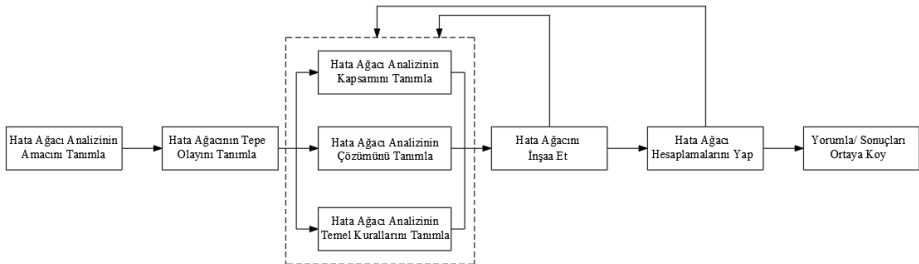 Hata Ağacı Analizinin
Kapsamını Tanımla
Hata Ağacı Analizinin
Amacını Tanımla
Hata Ağacının Tepe
Olayını Tanımla
Hata Ağacı Analizinin
Çözümünü Tanımla
Hata Ağacını
İnşaa Et
Hata Ağacı
Hesaplamalarını Yap
Yorumla/ Sonuçları
Ortaya Koy
Hata Ağacı Analizinin
Temel Kurallarını Tanımla